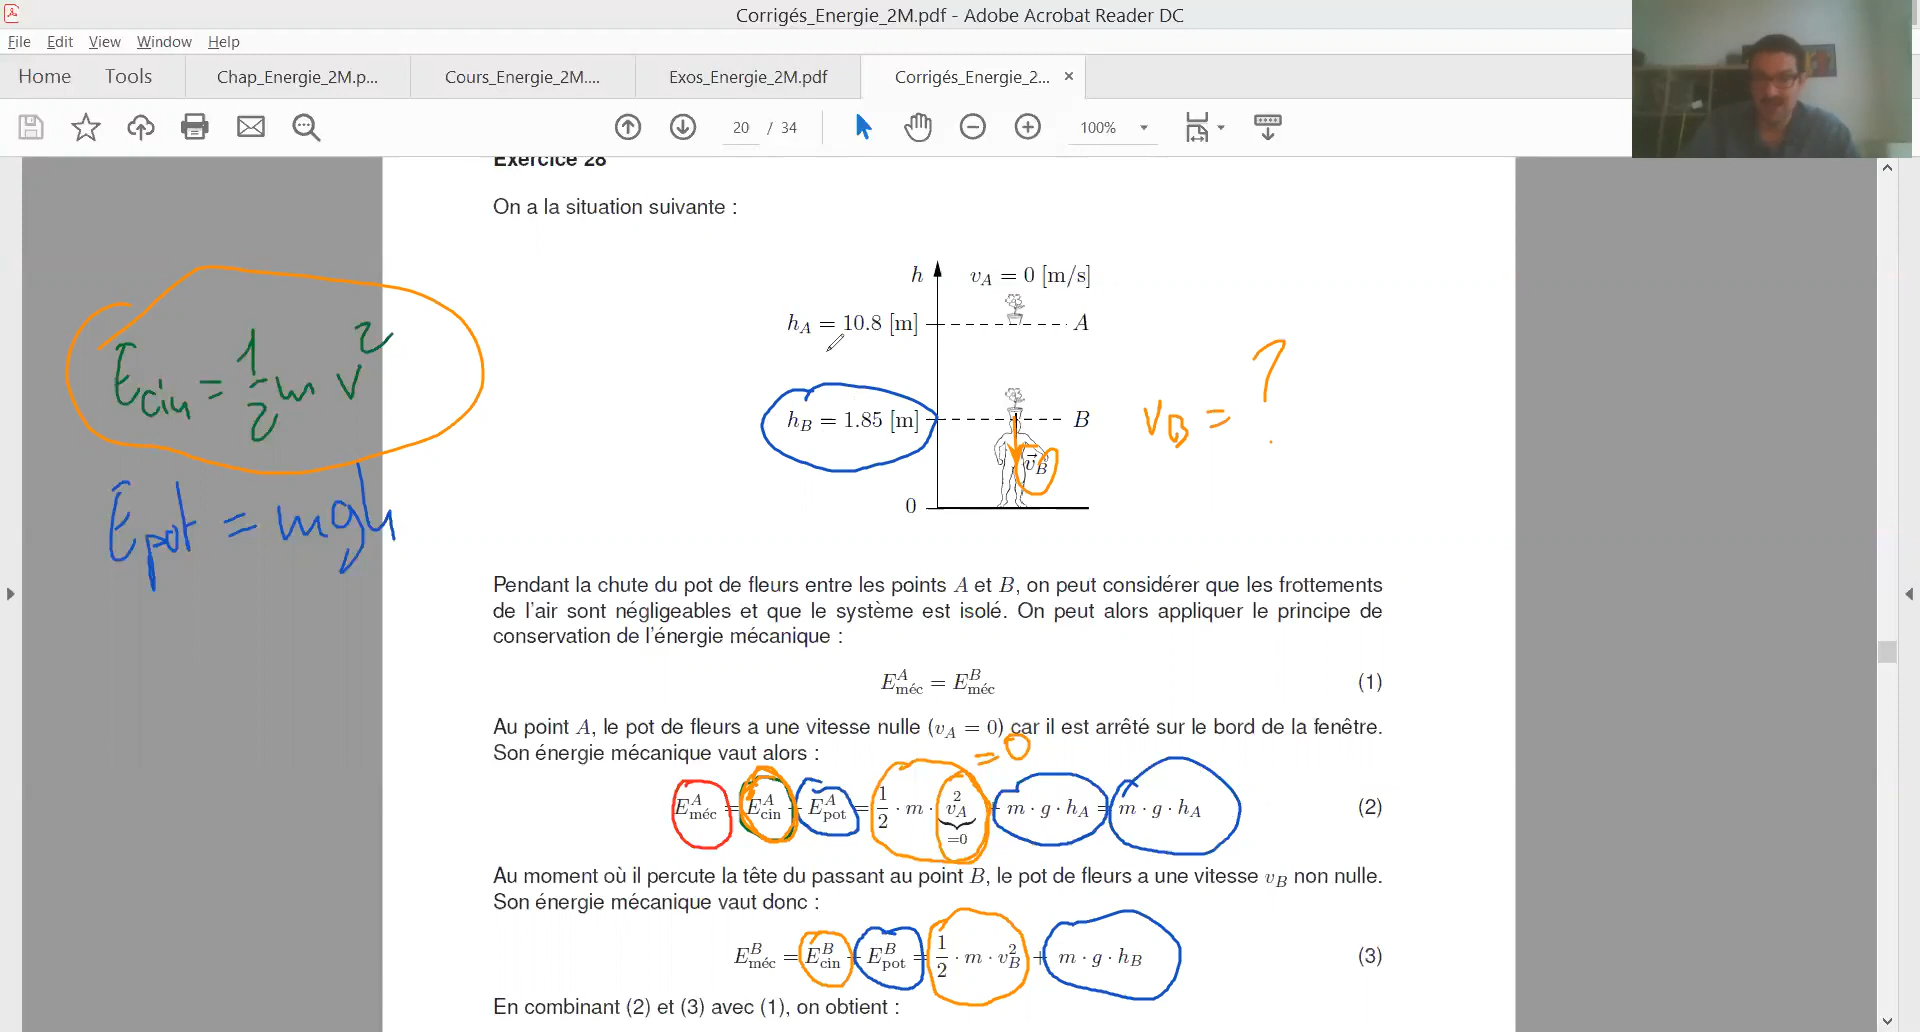 Corrigés_Energie_2M.pdf - Adobe Acrobat Reader DC
File Edit View Window Help
Home Tools Chap_Energie_2M.p... Cours_Energie_2M.... Exos_Energie_2M.pdf Corrigés_Energie_2... ×
20 / 34 100%
Exercice 28
On a la situation suivante :
h v_A = 0 [m/s]
h_A = 10.8 [m] A
h_B = 1.85 [m] B
v_B
0
v_B = ?
E_cin = 1/2 m v²
E_pot = mgh
Pendant la chute du pot de fleurs entre les points A et B, on peut considérer que les frottements
de l'air sont négligeables et que le système est isolé. On peut alors appliquer le principe de
conservation de l'énergie mécanique :
E^A_méc = E^B_méc (1)
Au point A, le pot de fleurs a une vitesse nulle (v_A = 0) car il est arrêté sur le bord de la fenêtre.
Son énergie mécanique vaut alors : = 0
E^A_méc = E^A_cin + E^A_pot = 1/2 · m · v²_A + m · g · h_A = m · g · h_A (2)
=0
Au moment où il percute la tête du passant au point B, le pot de fleurs a une vitesse v_B non nulle.
Son énergie mécanique vaut donc :
E^B_méc = E^B_cin + E^B_pot = 1/2 · m · v²_B + m · g · h_B (3)
En combinant (2) et (3) avec (1), on obtient :